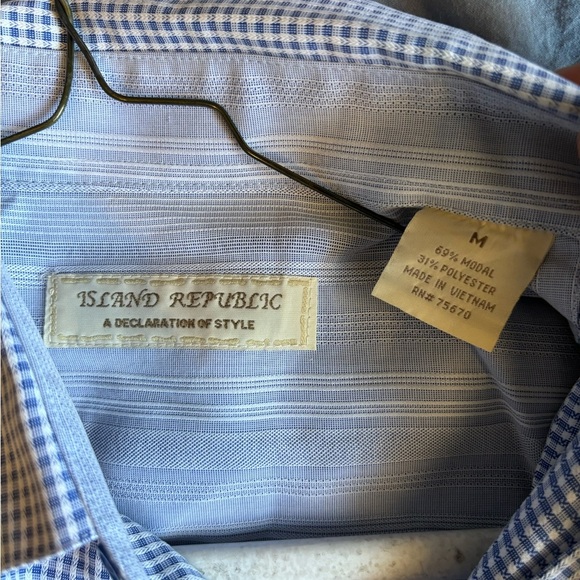 ISLAND REPUBLIC
A DECLARATION OF STYLE
M
69% MODAL
31% POLYESTER
MADE IN VIETNAM
RN# 75670